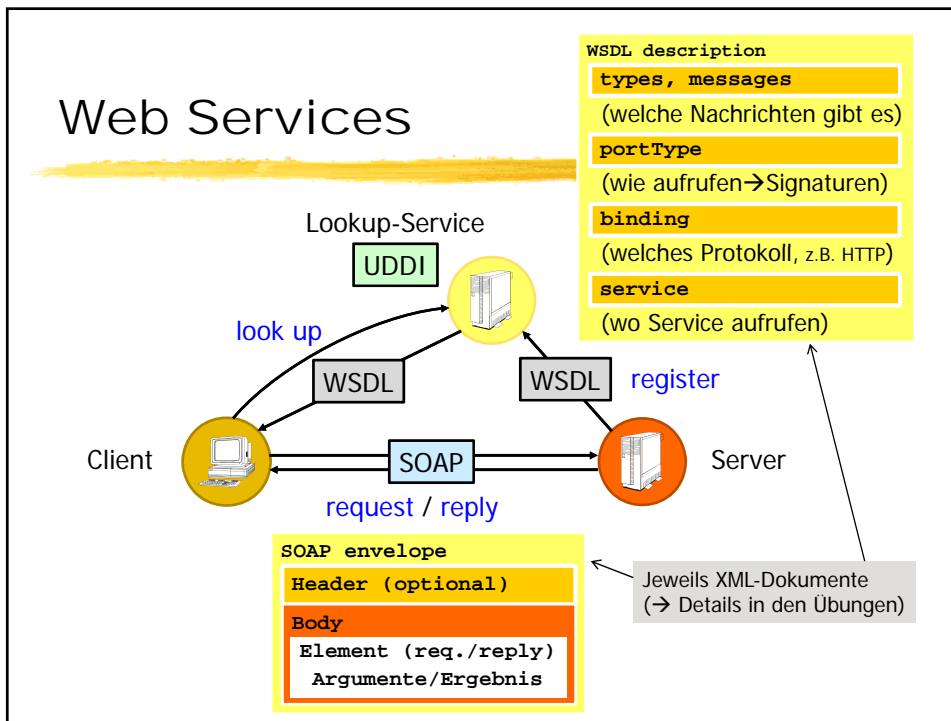 Web Services
WSDL description
types, messages
(welche Nachrichten gibt es)
portType
(wie aufrufen→Signaturen)
binding
(welches Protokoll, z.B. HTTP)
service
(wo Service aufrufen)
Lookup-Service
UDDI
look up
WSDL
WSDL
register
Client
SOAP
Server
request / reply
SOAP envelope
Header (optional)
Body
Element (req./reply)
Argumente/Ergebnis
Jeweils XML-Dokumente
(→ Details in den Übungen)